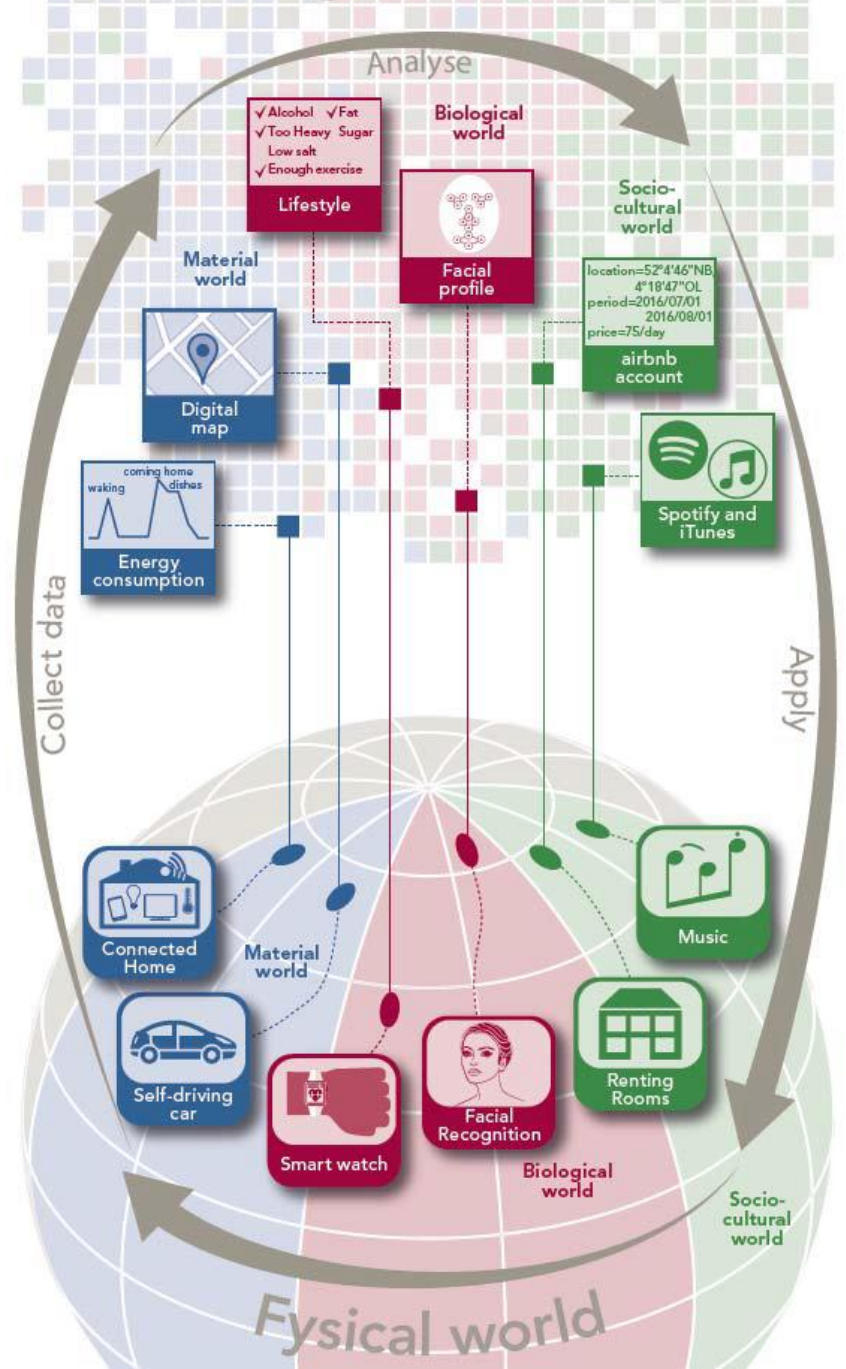 Analyse
✓Alcohol ✓Fat
✓Too Heavy Sugar
Low salt
✓Enough exercise
Lifestyle
Biological
world
Facial
profile
Socio-
cultural
world
location=52°4'46"NB
4°18'47"OL
period=2016/07/01
2016/08/01
price=75/day
airbnb
account
Material
world
Digital
map
waking
coming home
dishes
Energy
consumption
Spotify and
iTunes
Collect data
Apply
Connected
Home
Material
world
Self-driving
car
Smart watch
Facial
Recognition
Music
Renting
Rooms
Biological
world
Socio-
cultural
world
Fysical world